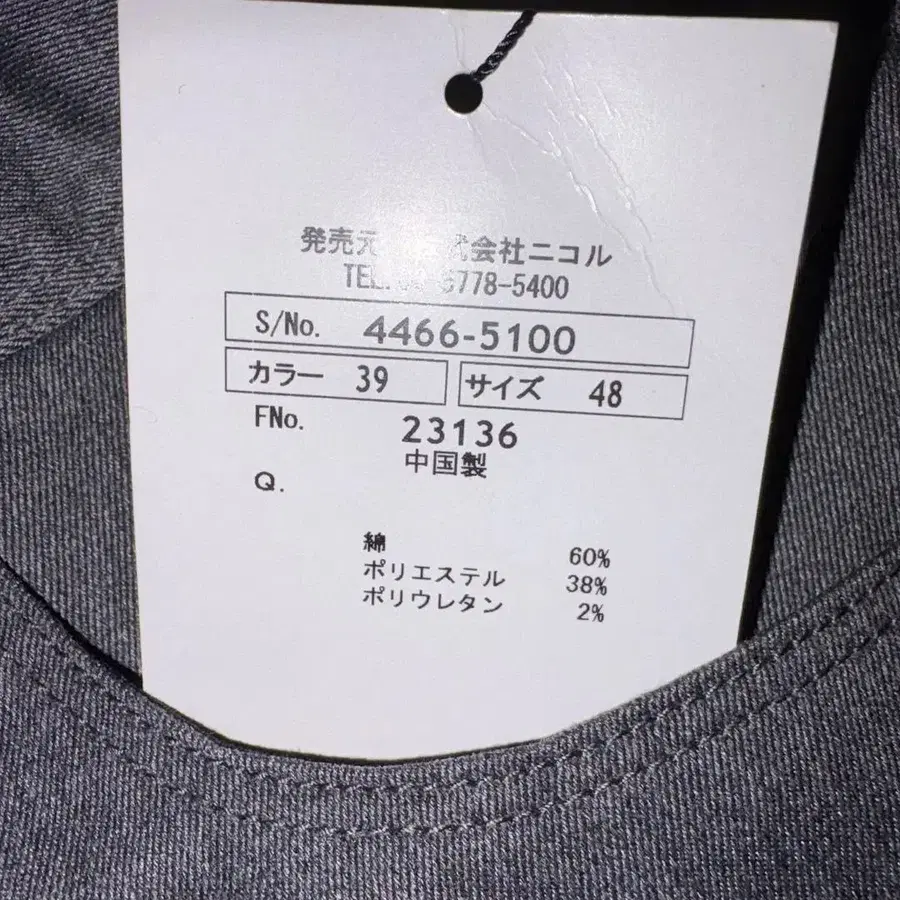 発売元 式会社ニコル
TEL. 6778-5400
S/No. 4466-5100
カラー 39 サイズ 48
FNo. 23136
中国製
Q.
綿 60%
ポリエステル 38%
ポリウレタン 2%